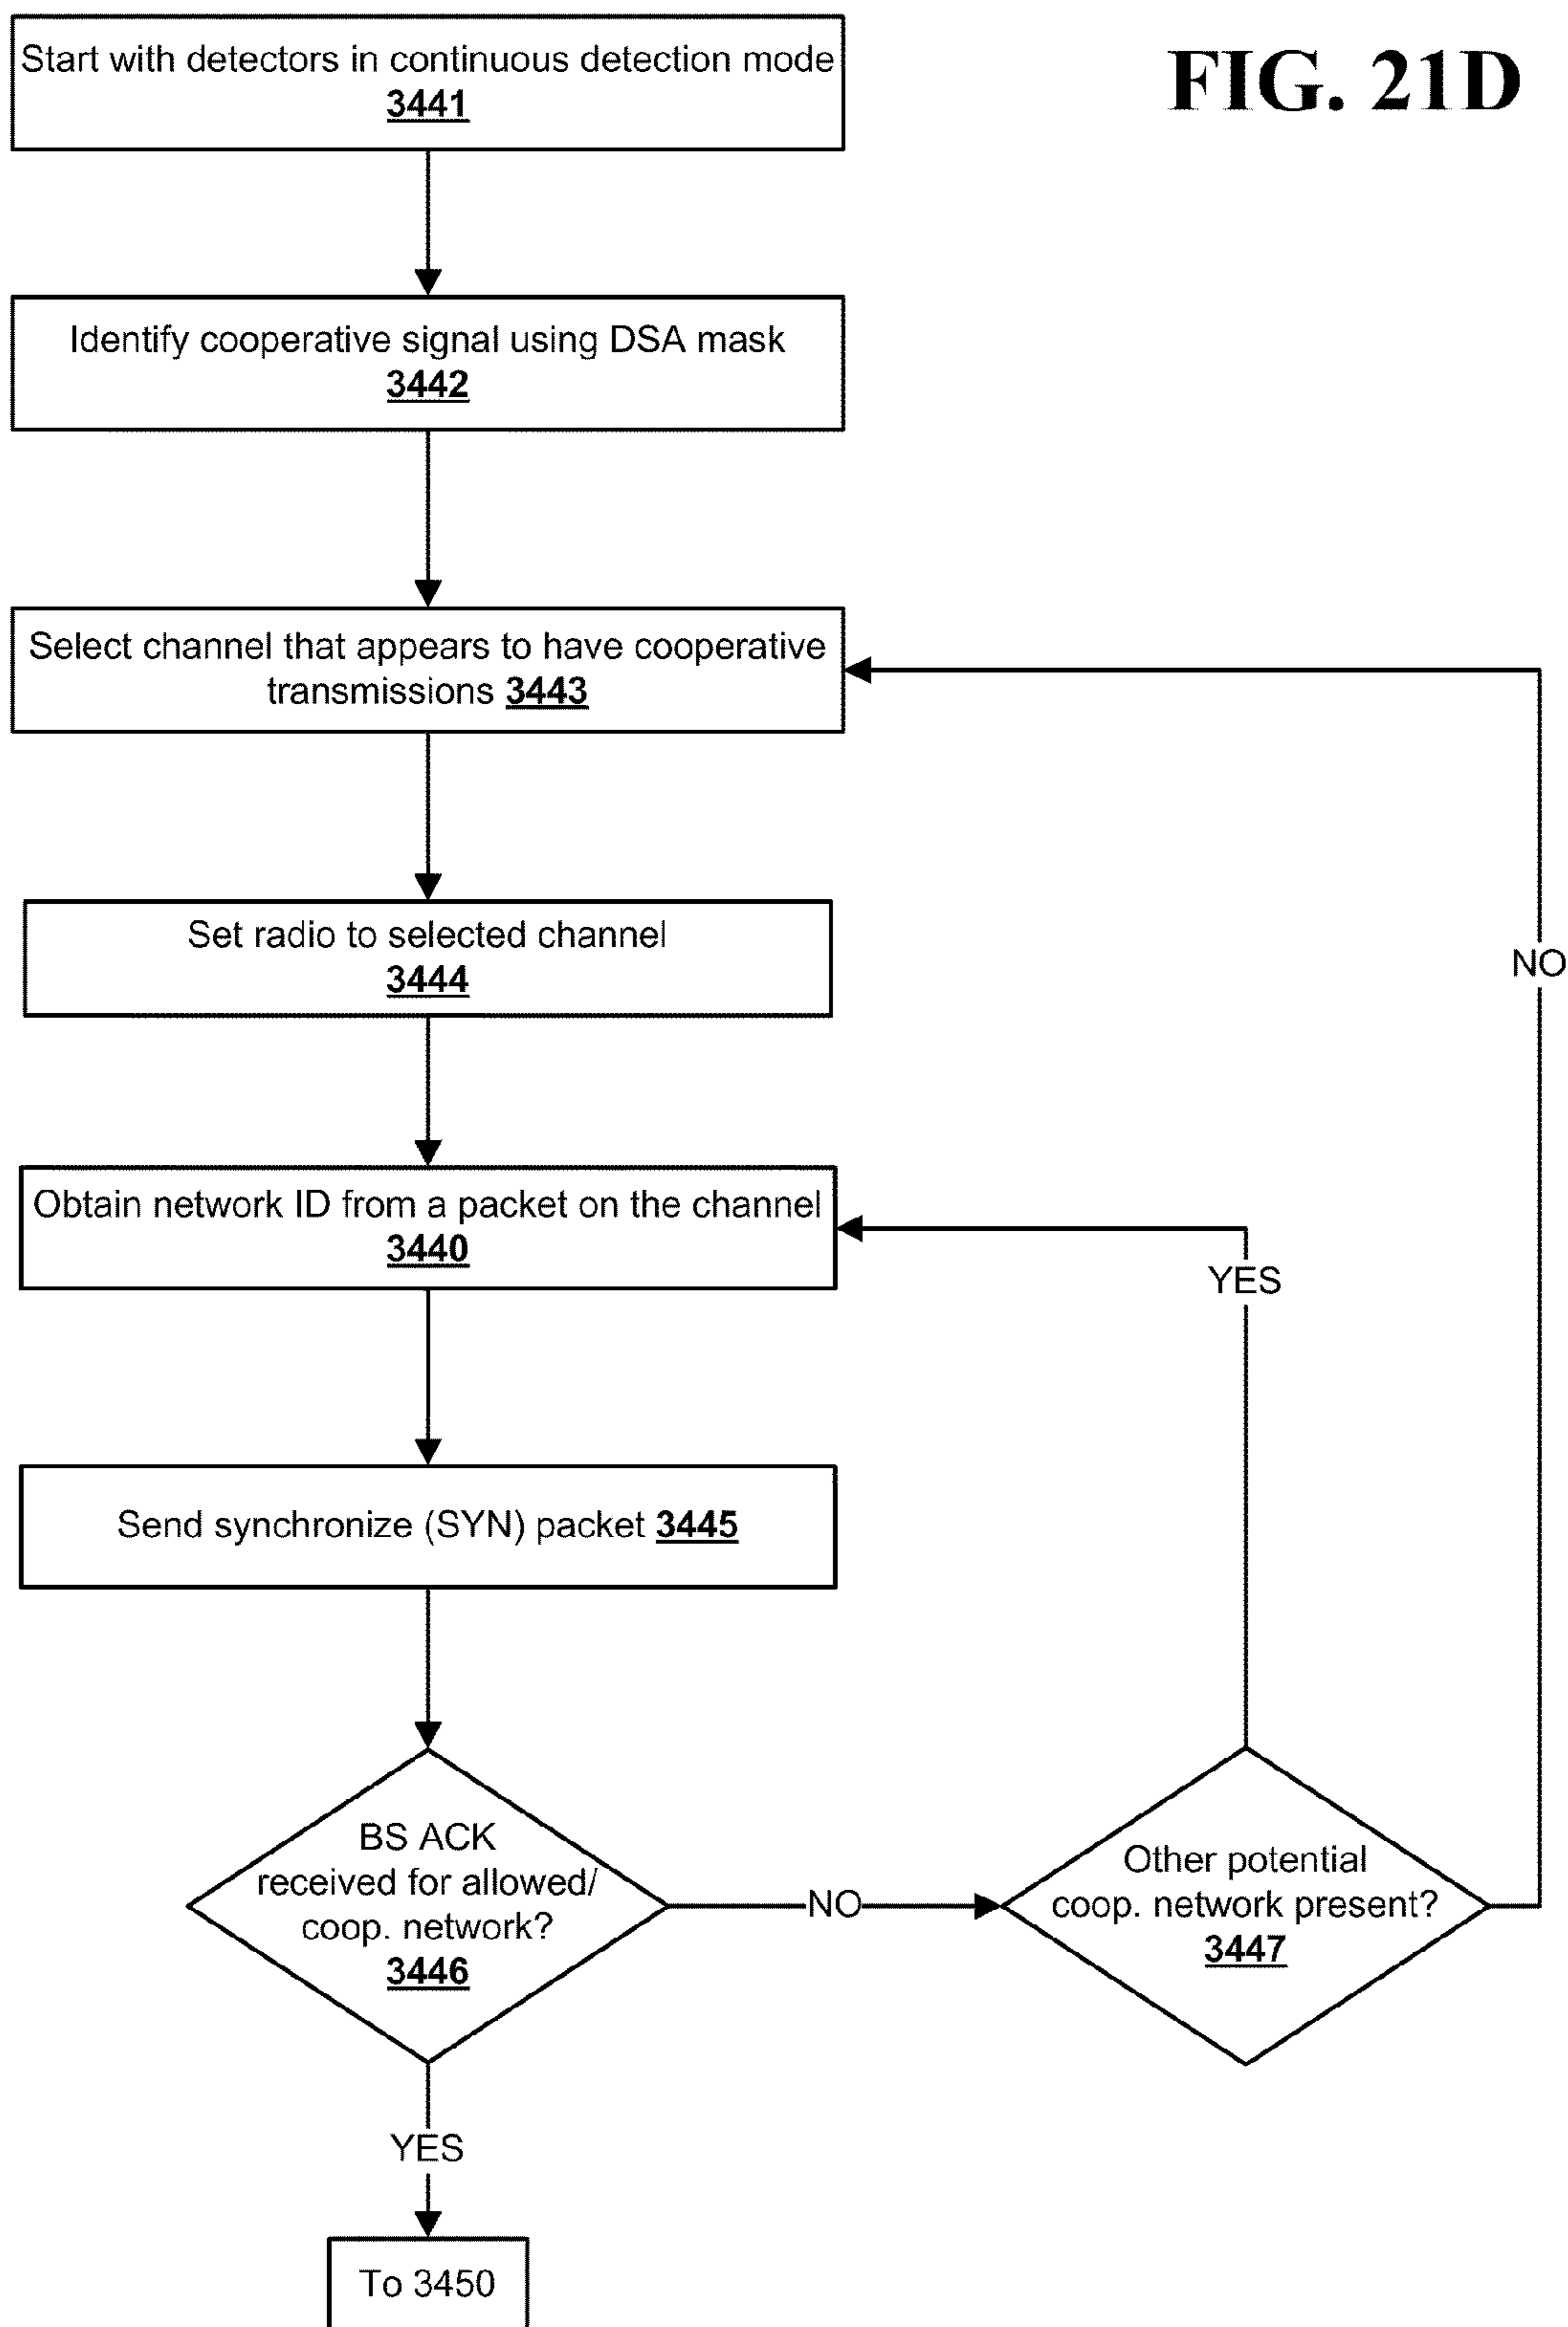 FIG. 21D
Start with detectors in continuous detection mode
3441
Identify cooperative signal using DSA mask
3442
Select channel that appears to have cooperative
transmissions 3443
Set radio to selected channel
3444
NO
Obtain network ID from a packet on the channel
3440
YES
Send synchronize (SYN) packet 3445
BS ACK
received for allowed/
coop. network?
3446
NO
Other potential
coop. network present?
3447
YES
To 3450